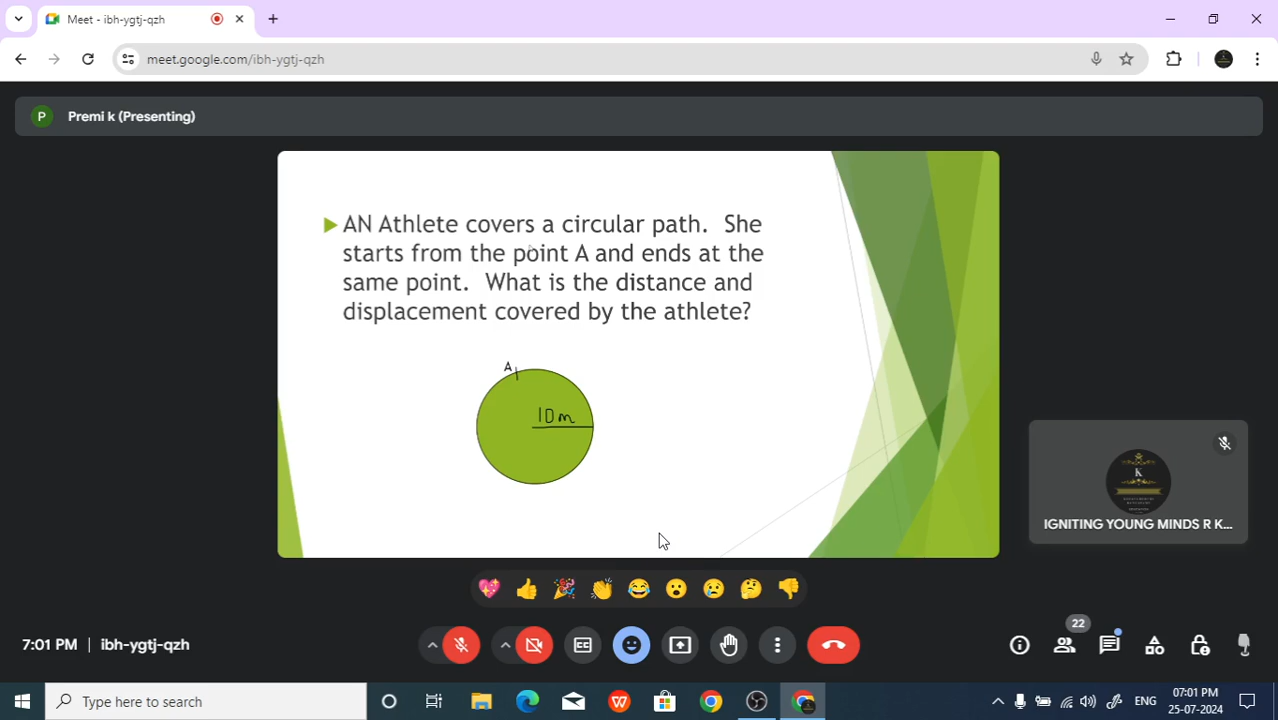 Meet - ibh-ygtj-qzh
meet.google.com/ibh-ygtj-qzh
P Premi k (Presenting)
AN Athlete covers a circular path. She
starts from the point A and ends at the
same point. What is the distance and
displacement covered by the athlete?
A
10m
K
IGNITING YOUNG MINDS R K...
22
7:01 PM | ibh-ygtj-qzh
Type here to search
W
ENG
07:01 PM
25-07-2024